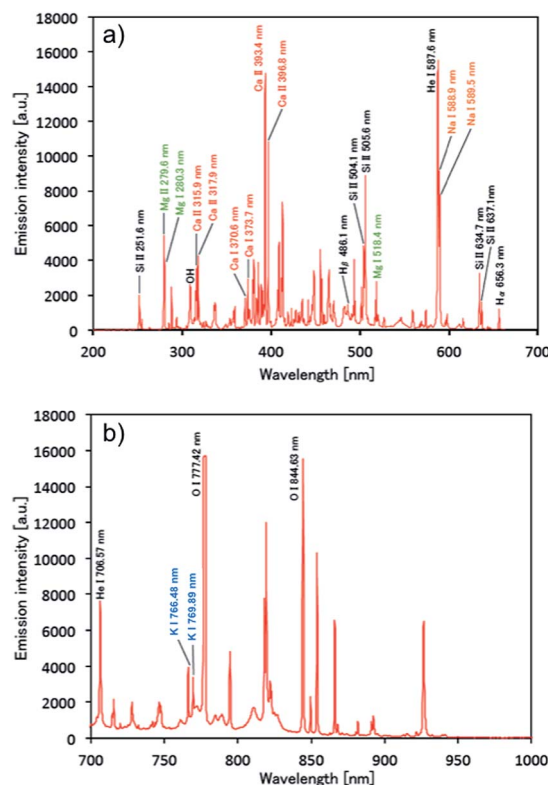 a)
18000
16000
14000
12000
10000
8000
6000
4000
2000
0
Emission intensity [a.u.]
Si II 251.6 nm
Mg II 279.6 nm
Mg I 280.3 nm
OH
Ca II 315.9 nm
Ca II 317.9 nm
Ca I 370.6 nm
Ca I 373.7 nm
Ca II 393.4 nm
Ca II 396.8 nm
Hβ 486.1 nm
Si II 504.1 nm
Si II 505.6 nm
Mg I 518.4 nm
He I 587.6 nm
Na I 588.9 nm
Na I 589.5 nm
Si II 634.7 nm
Si II 637.1nm
Hα 656.3 nm
200 300 400 500 600 700
Wavelength [nm]
b)
18000
16000
14000
12000
10000
8000
6000
4000
2000
0
Emission intensity [a.u.]
He I 706.57 nm
K I 766.48 nm
K I 769.89 nm
O I 777.42 nm
O I 844.63 nm
700 750 800 850 900 950 1000
Wavelength [nm]